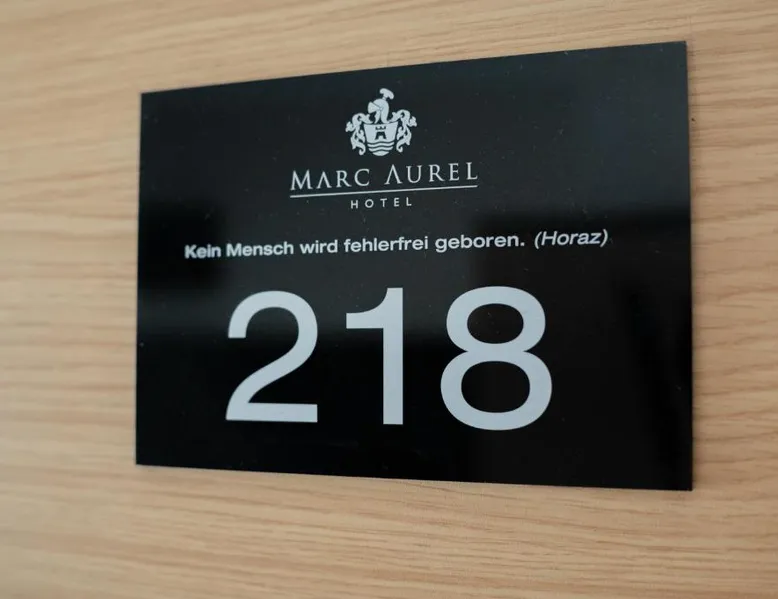 MARC AUREL
HOTEL
Kein Mensch wird fehlerfrei geboren. (Horaz)
218